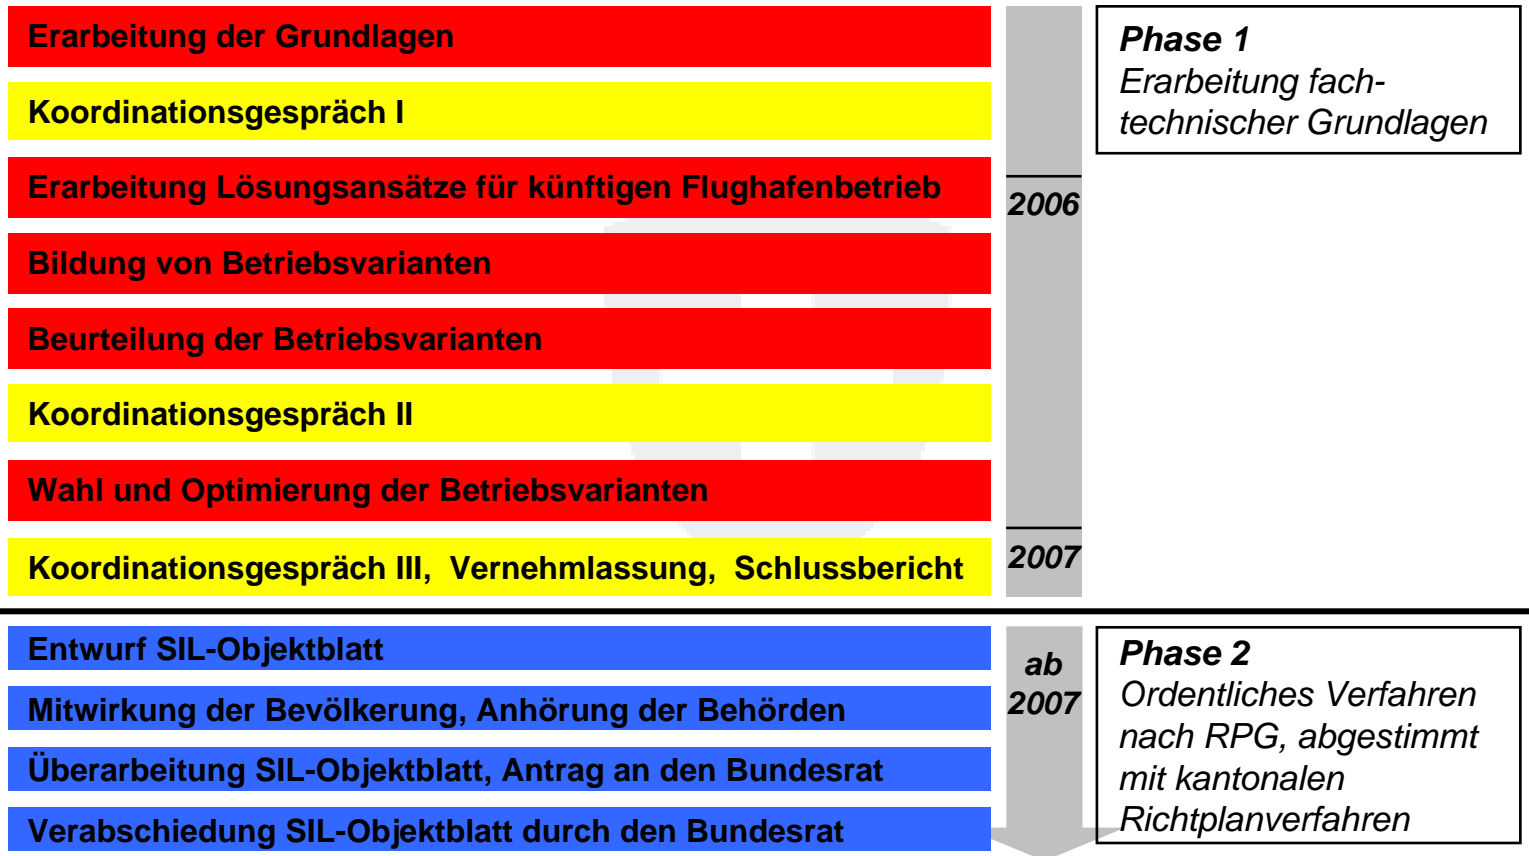 Erarbeitung der Grundlagen
Koordinationsgespräch I
Erarbeitung Lösungsansätze für künftigen Flughafenbetrieb
Bildung von Betriebsvarianten
Beurteilung der Betriebsvarianten
Koordinationsgespräch II
Wahl und Optimierung der Betriebsvarianten
Koordinationsgespräch III, Vernehmlassung, Schlussbericht
2006
2007
Phase 1
Erarbeitung fach-
technischer Grundlagen
Entwurf SIL-Objektblatt
Mitwirkung der Bevölkerung, Anhörung der Behörden
Überarbeitung SIL-Objektblatt, Antrag an den Bundesrat
Verabschiedung SIL-Objektblatt durch den Bundesrat
ab
2007
Phase 2
Ordentliches Verfahren
nach RPG, abgestimmt
mit kantonalen
Richtplanverfahren